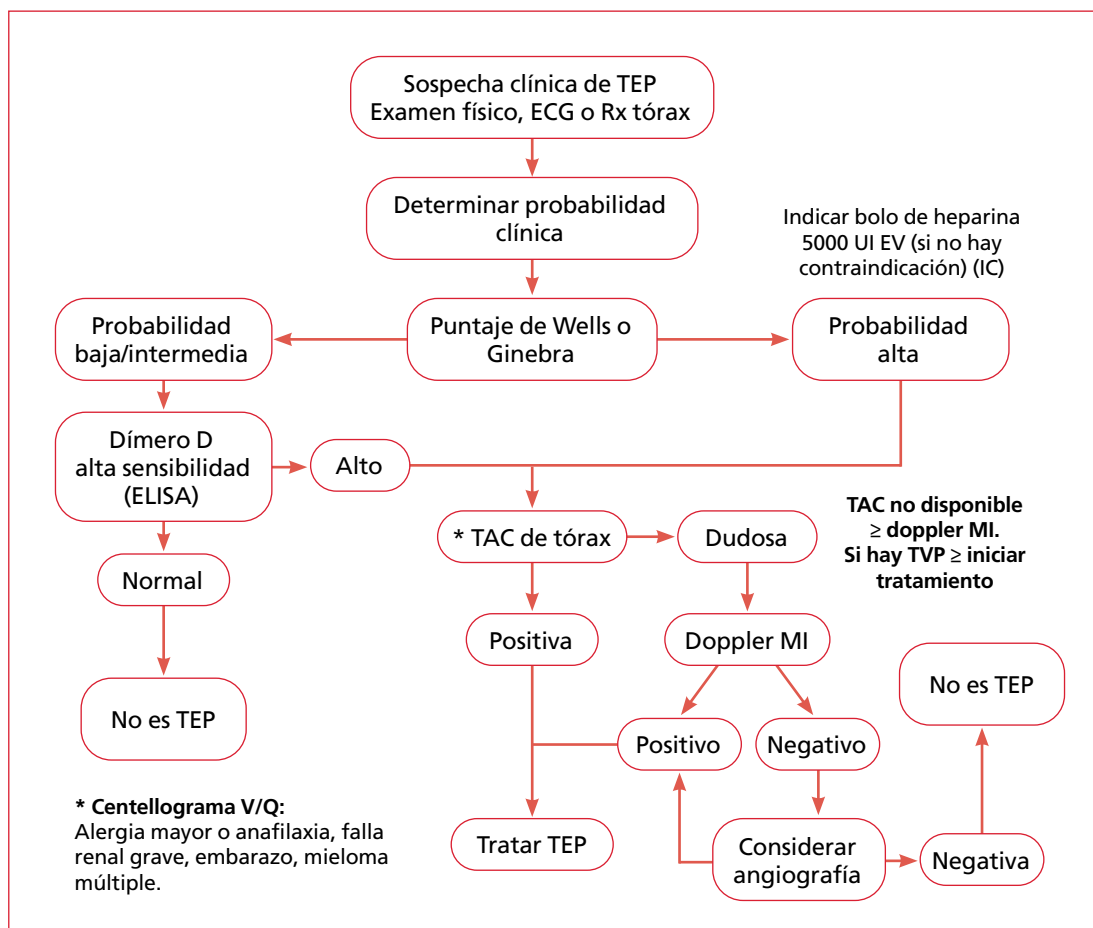 Sospecha clínica de TEP
Examen físico, ECG o Rx tórax
Determinar probabilidad
clínica
Indicar bolo de heparina
5000 UI EV (si no hay
contraindicación) (IC)
Probabilidad
baja/intermedia
Puntaje de Wells o
Ginebra
Probabilidad
alta
Dímero D
alta sensibilidad
(ELISA)
Alto
TAC no disponible
≥ doppler MI.
Si hay TVP ≥ iniciar
tratamiento
* TAC de tórax
Dudosa
Normal
Positiva
Doppler MI
No es TEP
No es TEP
Positivo
Negativo
* Centellograma V/Q:
Alergia mayor o anafilaxia, falla
renal grave, embarazo, mieloma
múltiple.
Tratar TEP
Considerar
angiografía
Negativa